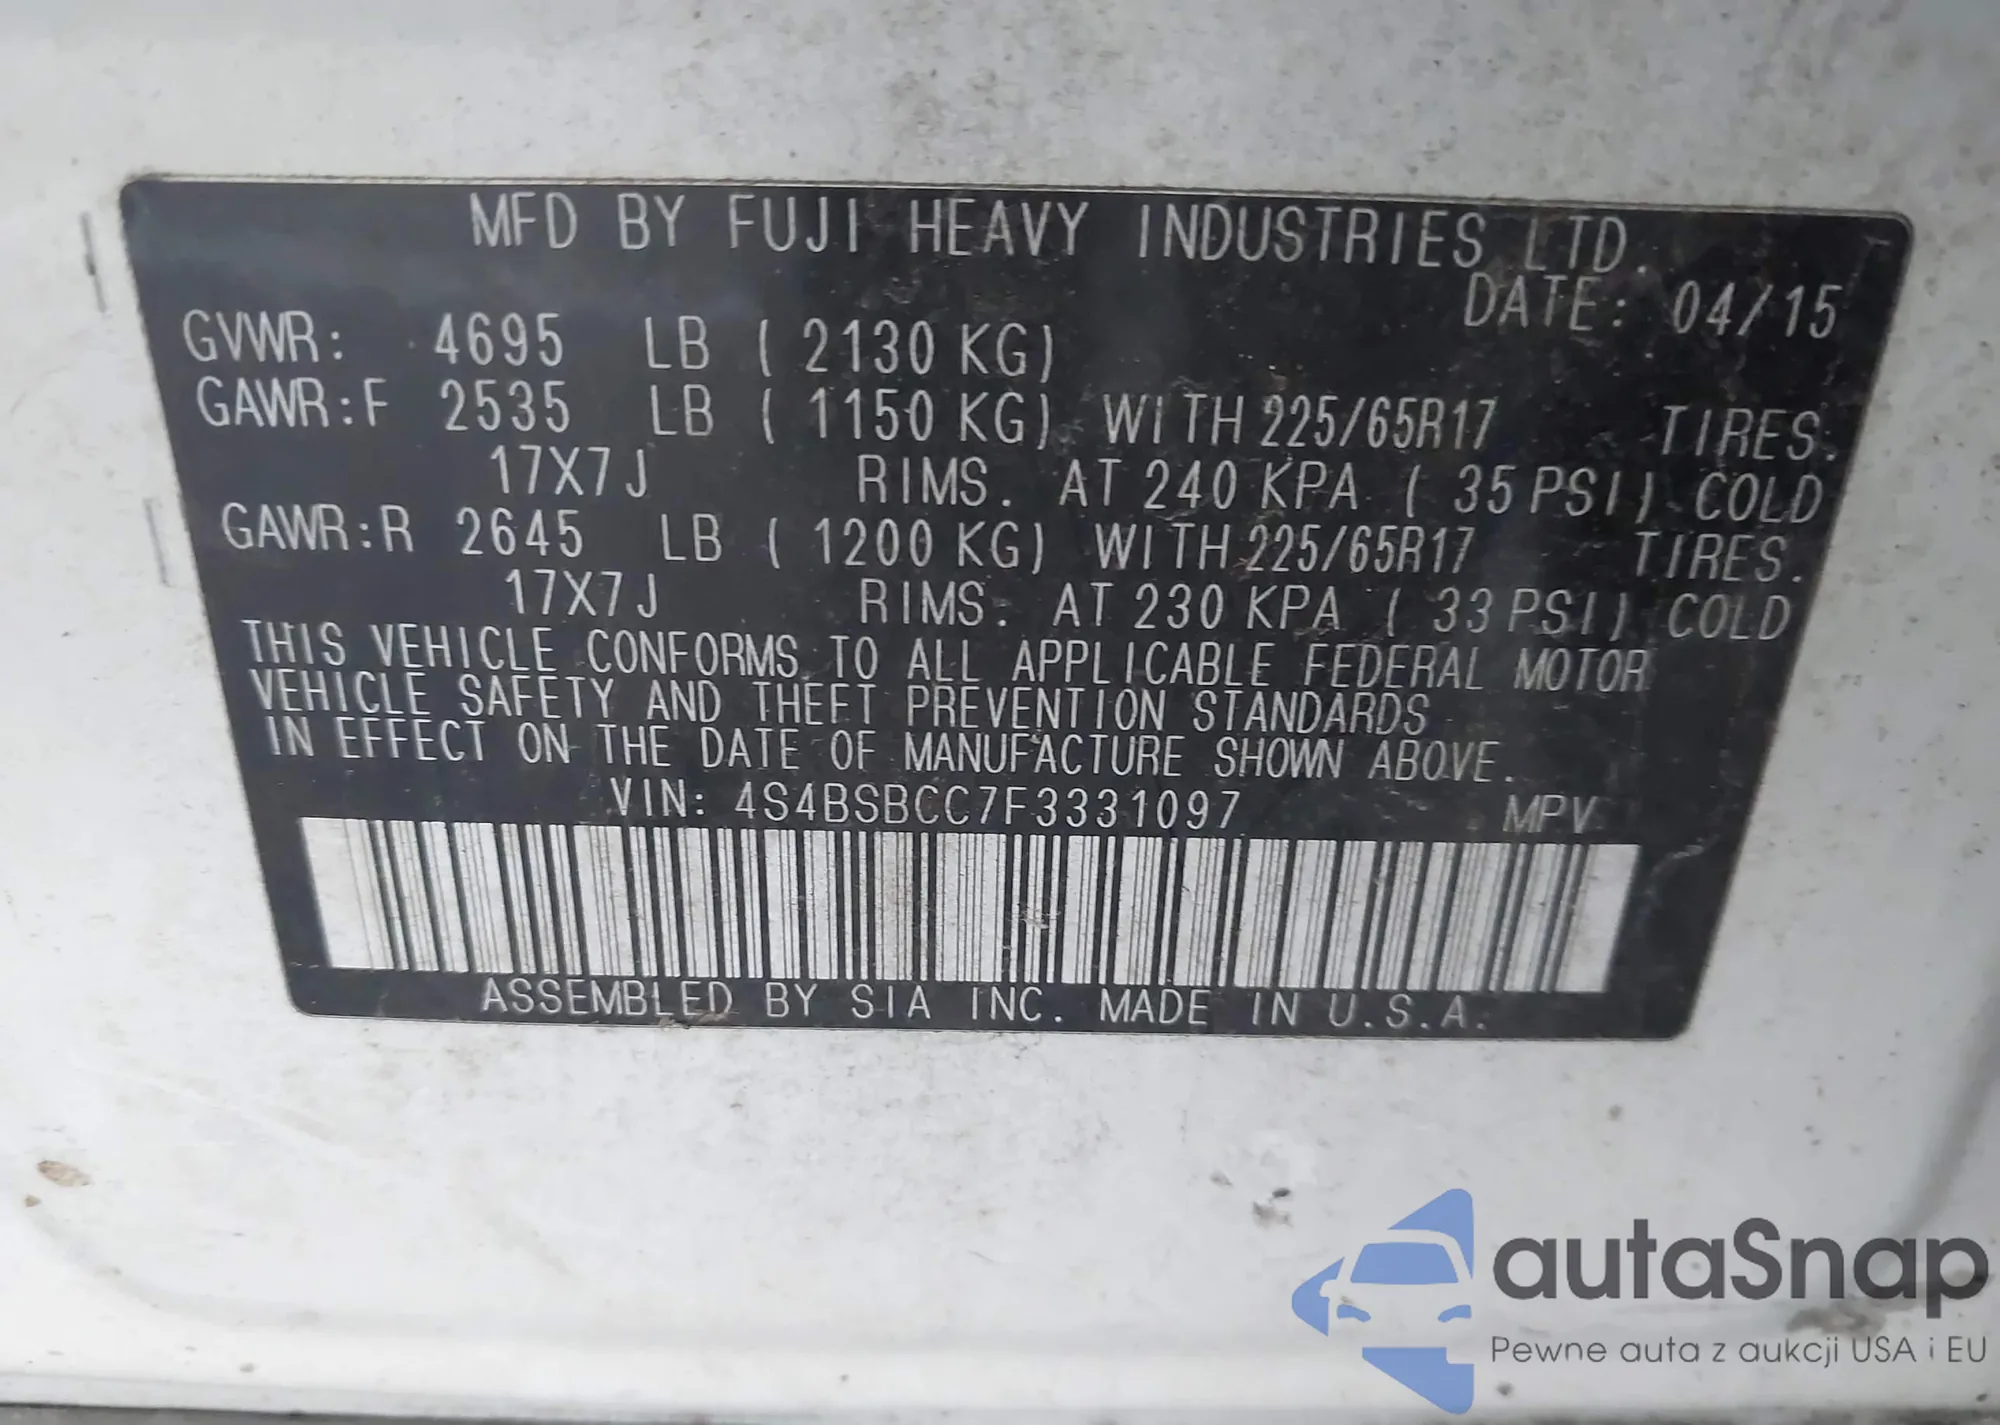 MFD BY FUJI HEAVY INDUSTRIES LTD.
DATE: 04/15
GVWR: 4695 LB ( 2130 KG)
GAWR:F 2535 LB ( 1150 KG) WITH 225/65R17 TIRES.
17X7J RIMS. AT 240 KPA ( 35 PSI) COLD
GAWR:R 2645 LB ( 1200 KG) WITH 225/65R17 TIRES.
17X7J RIMS. AT 230 KPA ( 33 PSI) COLD
THIS VEHICLE CONFORMS TO ALL APPLICABLE FEDERAL MOTOR
VEHICLE SAFETY AND THEFT PREVENTION STANDARDS
IN EFFECT ON THE DATE OF MANUFACTURE SHOWN ABOVE.
VIN: 4S4BSBCC7F3331097 MPV
ASSEMBLED BY SIA INC. MADE IN U.S.A.
autaSnap
Pewne auta z aukcji USA i EU